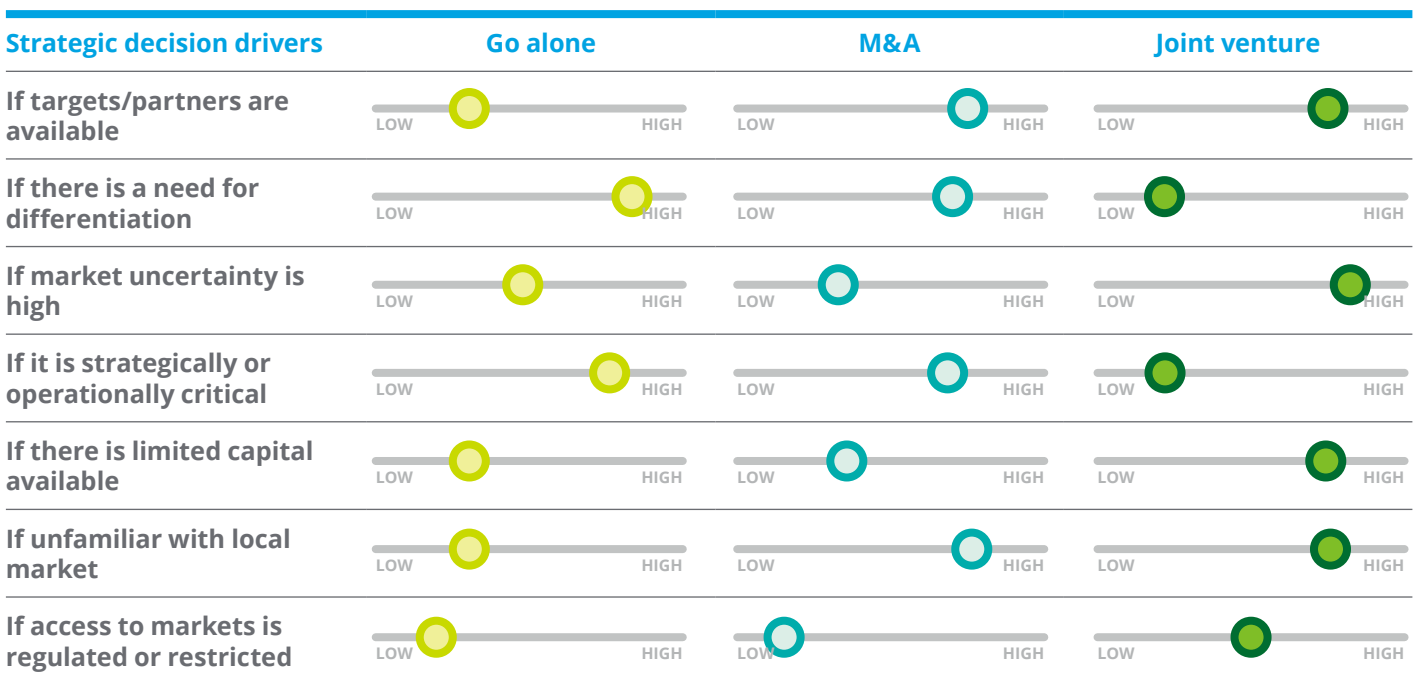 Strategic decision drivers Go alone M&A Joint venture
If targets/partners are
available
LOW HIGH LOW HIGH LOW HIGH
If there is a need for
differentiation
LOW HIGH LOW HIGH LOW HIGH
If market uncertainty is
high
LOW HIGH LOW HIGH LOW HIGH
If it is strategically or
operationally critical
LOW HIGH LOW HIGH LOW HIGH
If there is limited capital
available
LOW HIGH LOW HIGH LOW HIGH
If unfamiliar with local
market
LOW HIGH LOW HIGH LOW HIGH
If access to markets is
regulated or restricted
LOW HIGH LOW HIGH LOW HIGH